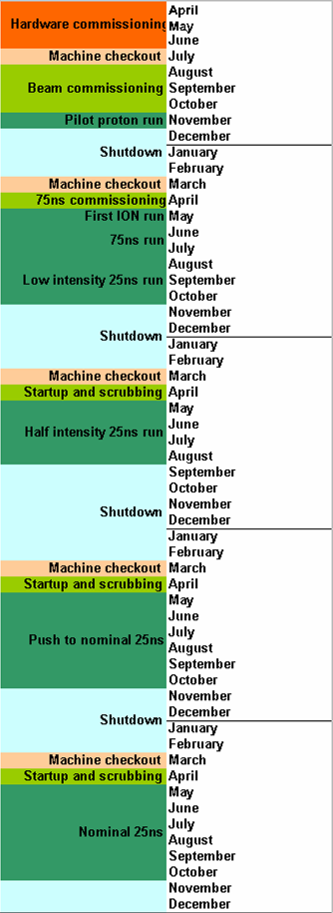 April
Hardware commissioning May
June
Machine checkout July
August
Beam commissioning September
October
Pilot proton run November
December
Shutdown January
February
Machine checkout March
75ns commissioning April
First ION run May
June
75ns run
July
August
Low intensity 25ns run September
October
November
Shutdown December
January
February
Machine checkout March
Startup and scrubbing April
May
June
Half intensity 25ns run July
August
September
October
November
Shutdown December
January
February
Machine checkout March
Startup and scrubbing April
May
June
July
Push to nominal 25ns August
September
October
November
Shutdown December
January
February
Machine checkout March
Startup and scrubbing April
May
June
July
Nominal 25ns August
September
October
November
December